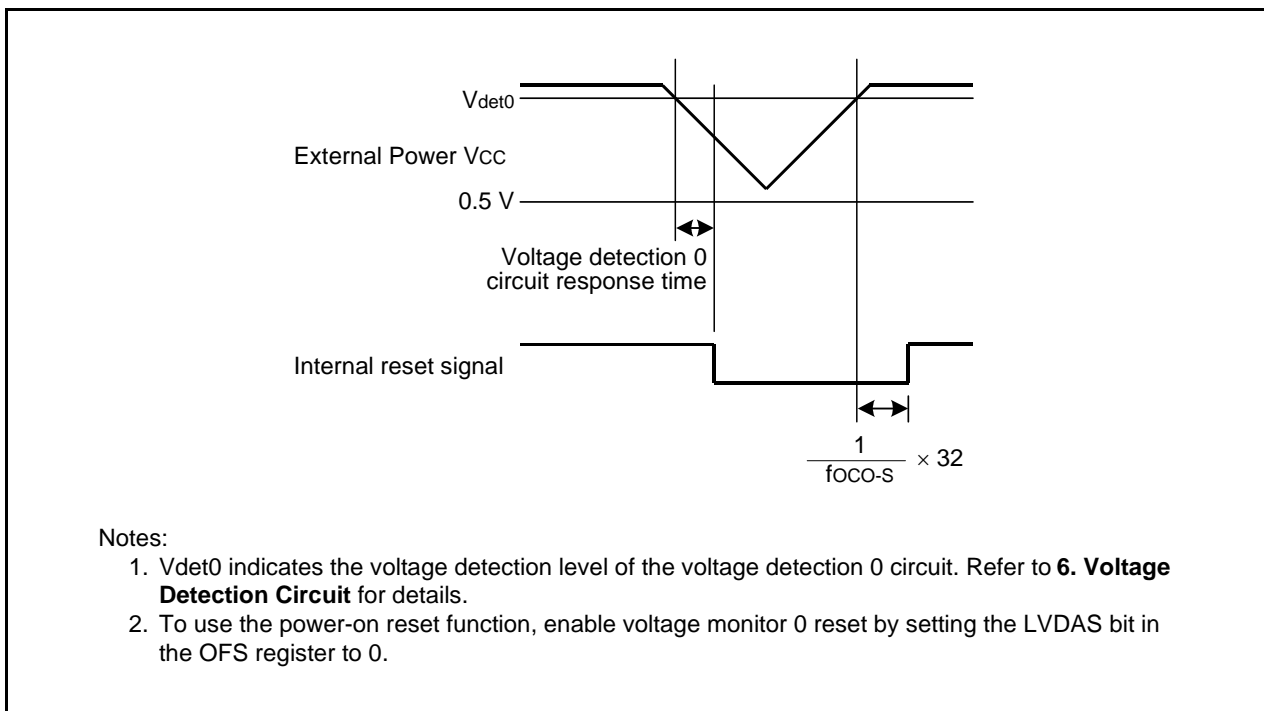 Vdet0
External Power VCC
0.5 V
Voltage detection 0
circuit response time
Internal reset signal
1
fOCO-S
× 32
Notes:
1. Vdet0 indicates the voltage detection level of the voltage detection 0 circuit. Refer to 6. Voltage
Detection Circuit for details.
2. To use the power-on reset function, enable voltage monitor 0 reset by setting the LVDAS bit in
the OFS register to 0.